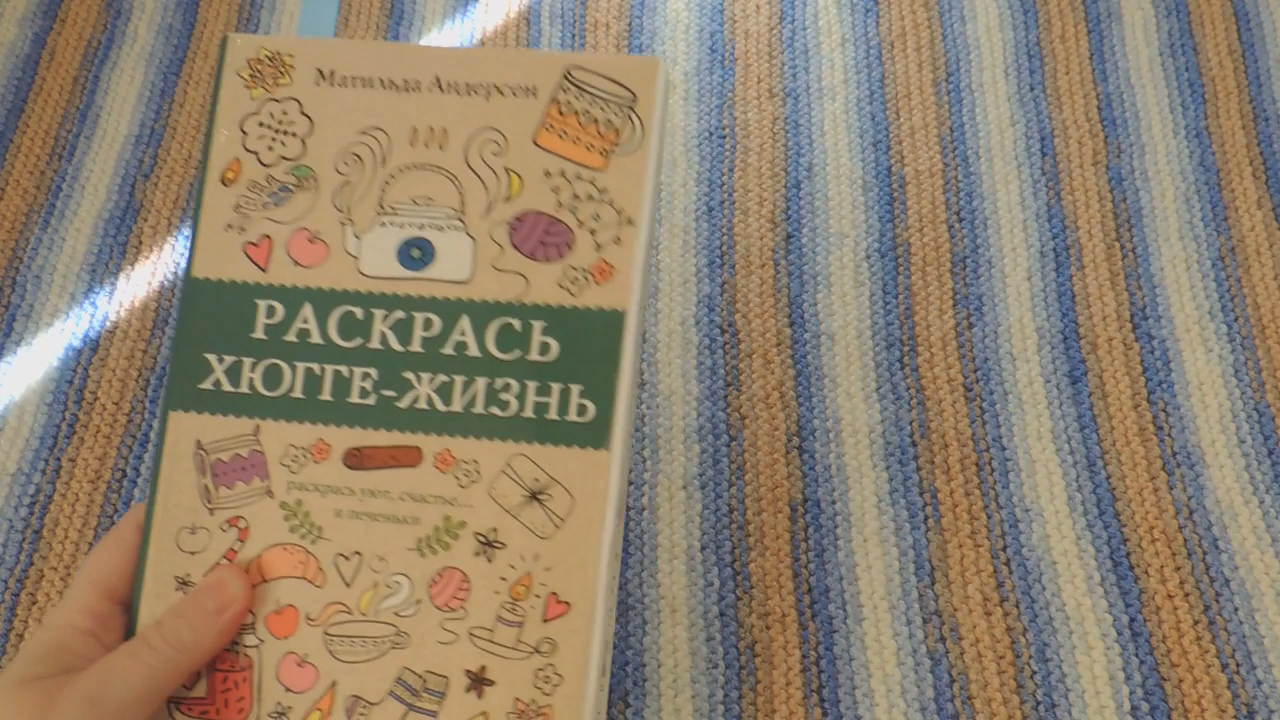 Матильда Андерсон
РАСКРАСЬ
ХЮГГЕ-ЖИЗНЬ
раскрась уют, счастье...
и печеньки